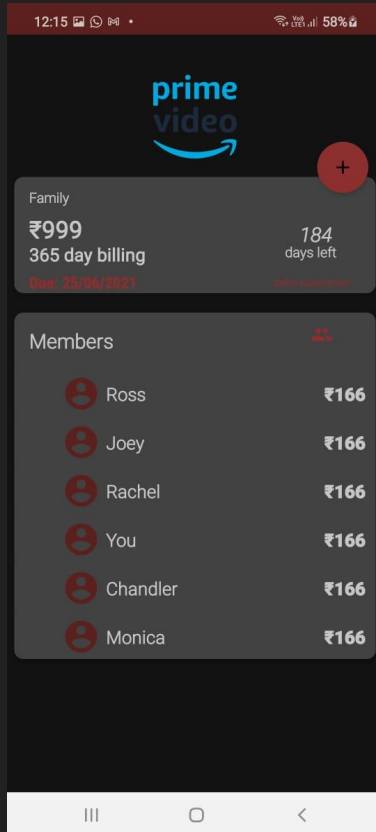 12:15 58%
prime
video
+
Family
₹999
365 day billing
184
days left
Due: 25/06/2021
Members
Ross ₹166
Joey ₹166
Rachel ₹166
You ₹166
Chandler ₹166
Monica ₹166